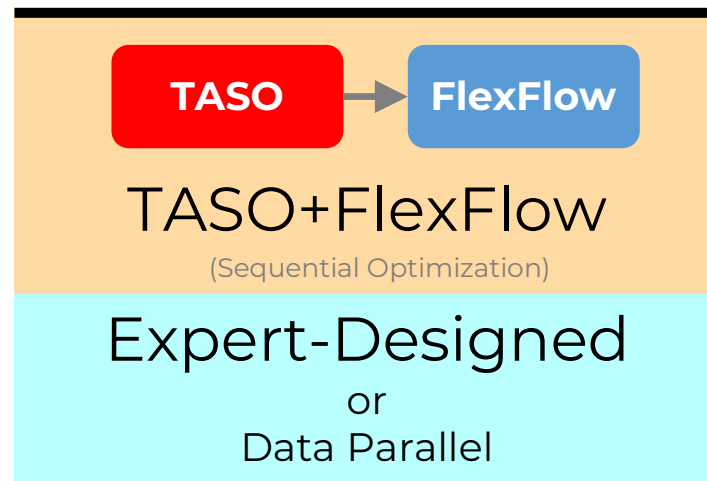 TASO FlexFlow
TASO+FlexFlow
(Sequential Optimization)
Expert-Designed
or
Data Parallel